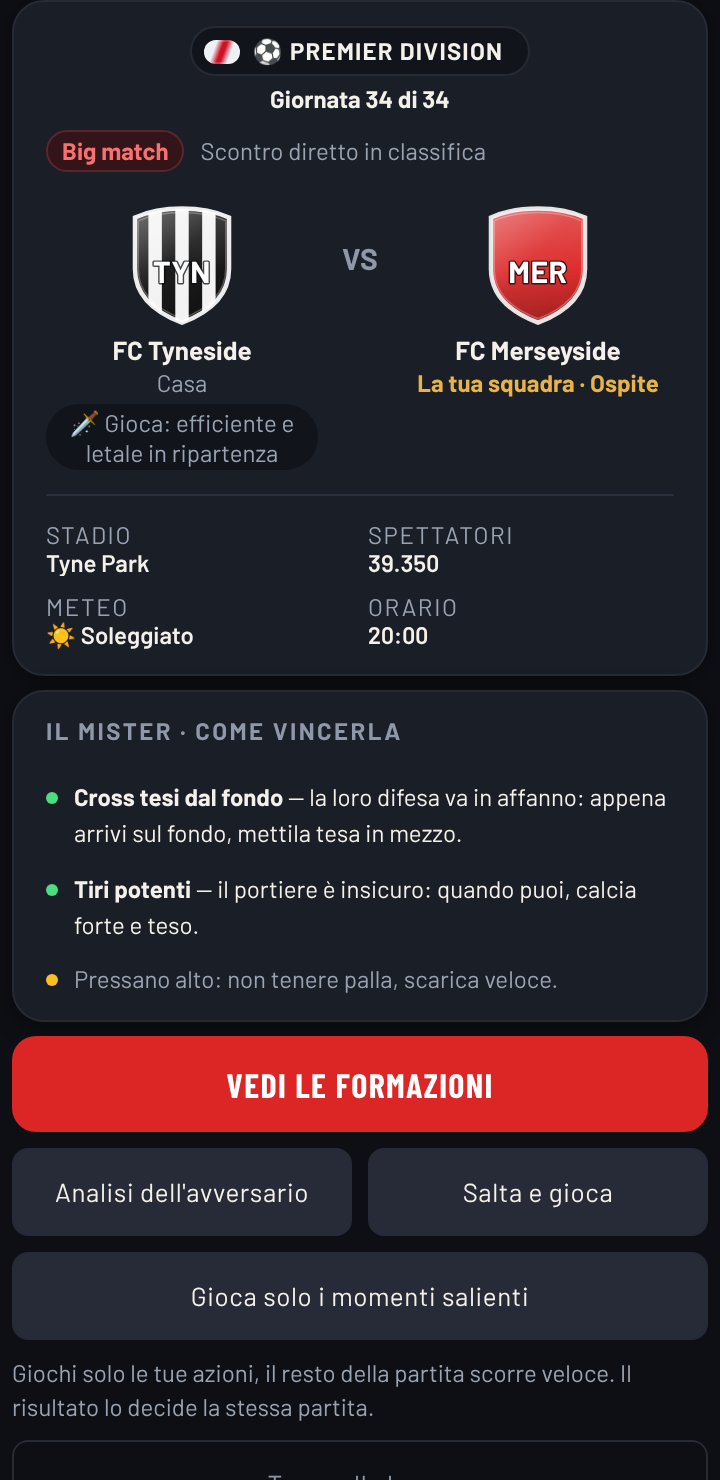 PREMIER DIVISION
Giornata 34 di 34
Big match
Scontro diretto in classifica
TYN
VS
MER
FC Tyneside
FC Merseyside
Casa
La tua squadra · Ospite
Gioca: efficiente e
letale in ripartenza
STADIO
SPETTATORI
Tyne Park
39.350
METEO
ORARIO
Soleggiato
20:00
IL MISTER · COME VINCERLA
Cross tesi dal fondo — la loro difesa va in affanno: appena
arrivi sul fondo, mettila tesa in mezzo.
Tiri potenti — il portiere è insicuro: quando puoi, calcia
forte e teso.
Pressano alto: non tenere palla, scarica veloce.
VEDI LE FORMAZIONI
Analisi dell'avversario
Salta e gioca
Gioca solo i momenti salienti
Giochi solo le tue azioni, il resto della partita scorre veloce. Il
risultato lo decide la stessa partita.